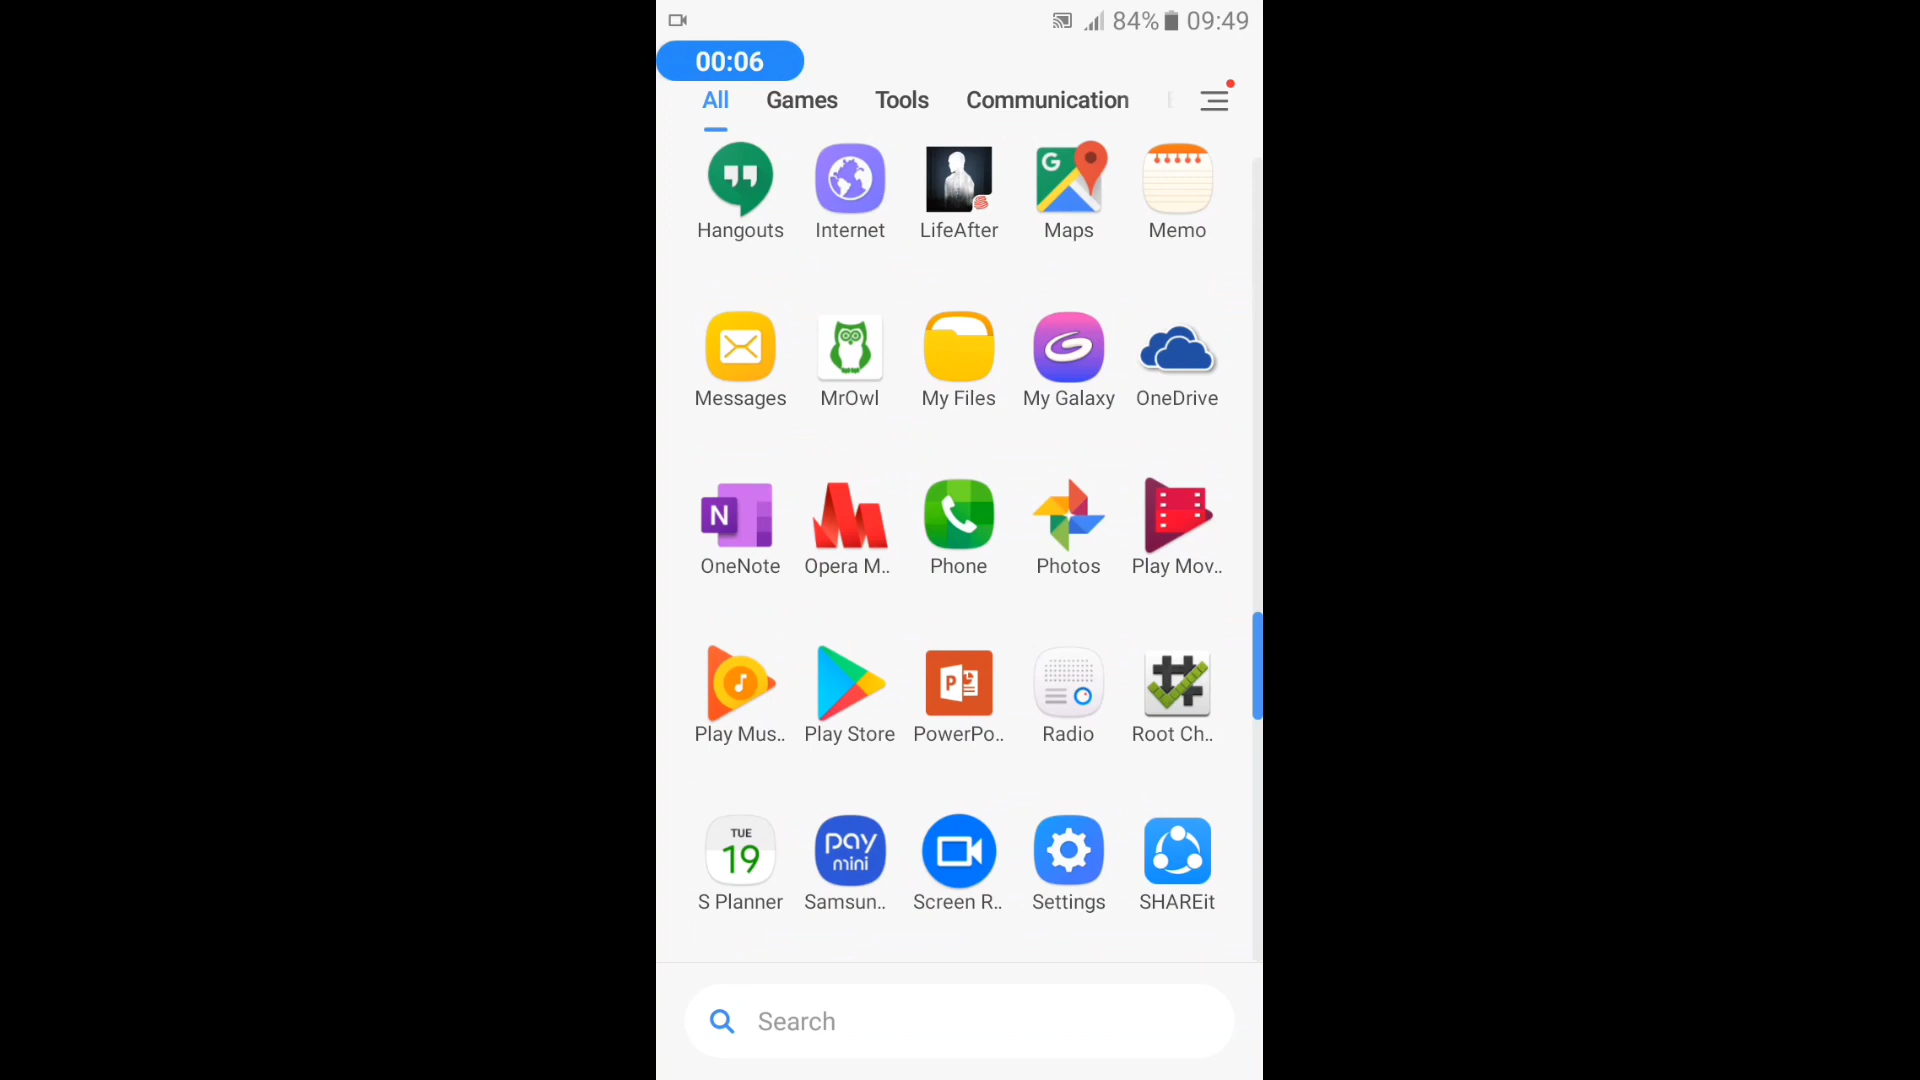 84% 09:49
00:06
All Games Tools Communication
G
Hangouts Internet LifeAfter Maps Memo
Messages MrOwl My Files My Galaxy OneDrive
N
OneNote Opera M.. Phone Photos Play Mov..
P
Play Mus.. Play Store PowerPo.. Radio Root Ch..
TUE
19
pay
mini
S Planner Samsun.. Screen R.. Settings SHAREit
Search